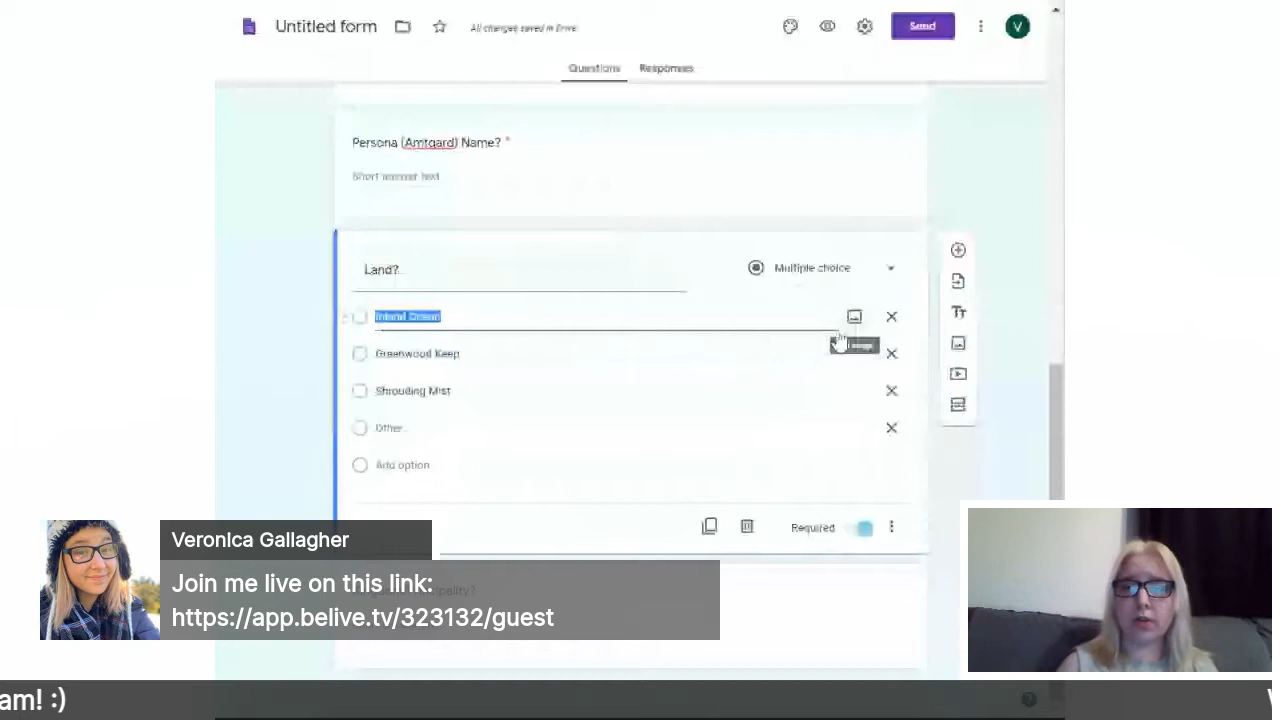 Untitled form
All changes saved in Drive
Send
V
Questions
Responses
Persona (Amtgard) Name? *
Short answer text
Land?
Multiple choice
Inland Ocean
Greenwood Keep
Shrouding Mist
Other...
Add option
Required
Veronica Gallagher
Join me live on this link:
https://app.belive.tv/323132/guest
am! :)